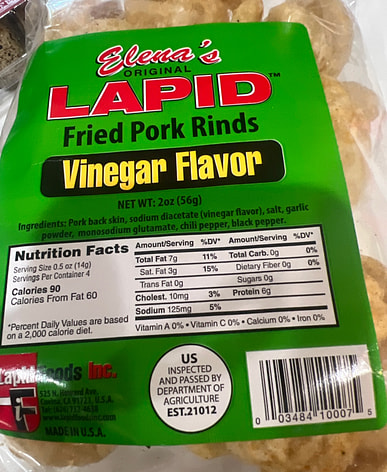 Elena's
ORIGINAL
LAPID™
Fried Pork Rinds
Vinegar Flavor
NET WT: 2oz (56g)
Ingredients: Pork back skin, sodium diacetate (vinegar flavor), salt, garlic
powder, monosodium glutamate, chili pepper, black pepper.
Nutrition Facts
Serving Size 0.5 oz (14g)
Servings Per Container 4
Calories 90
Calories From Fat 60
*Percent Daily Values are based
on a 2,000 calorie diet.
Amount/Serving %DV* Amount/Serving %DV*
Total Fat 7g 11% Total Carb. 0g 0%
Sat. Fat 3g 15% Dietary Fiber 0g 0%
Trans Fat 0g Sugars 0g
Cholest. 10mg 3% Protein 6g
Sodium 125mg 5%
Vitamin A 0% • Vitamin C 0% • Calcium 0% • Iron 0%
Lapid Foods Inc.
Covina, CA 91723, U.S.A.
MADE IN U.S.A.
US
INSPECTED
AND PASSED BY
DEPARTMENT OF
AGRICULTURE
EST.21012
0 03484 10007 5